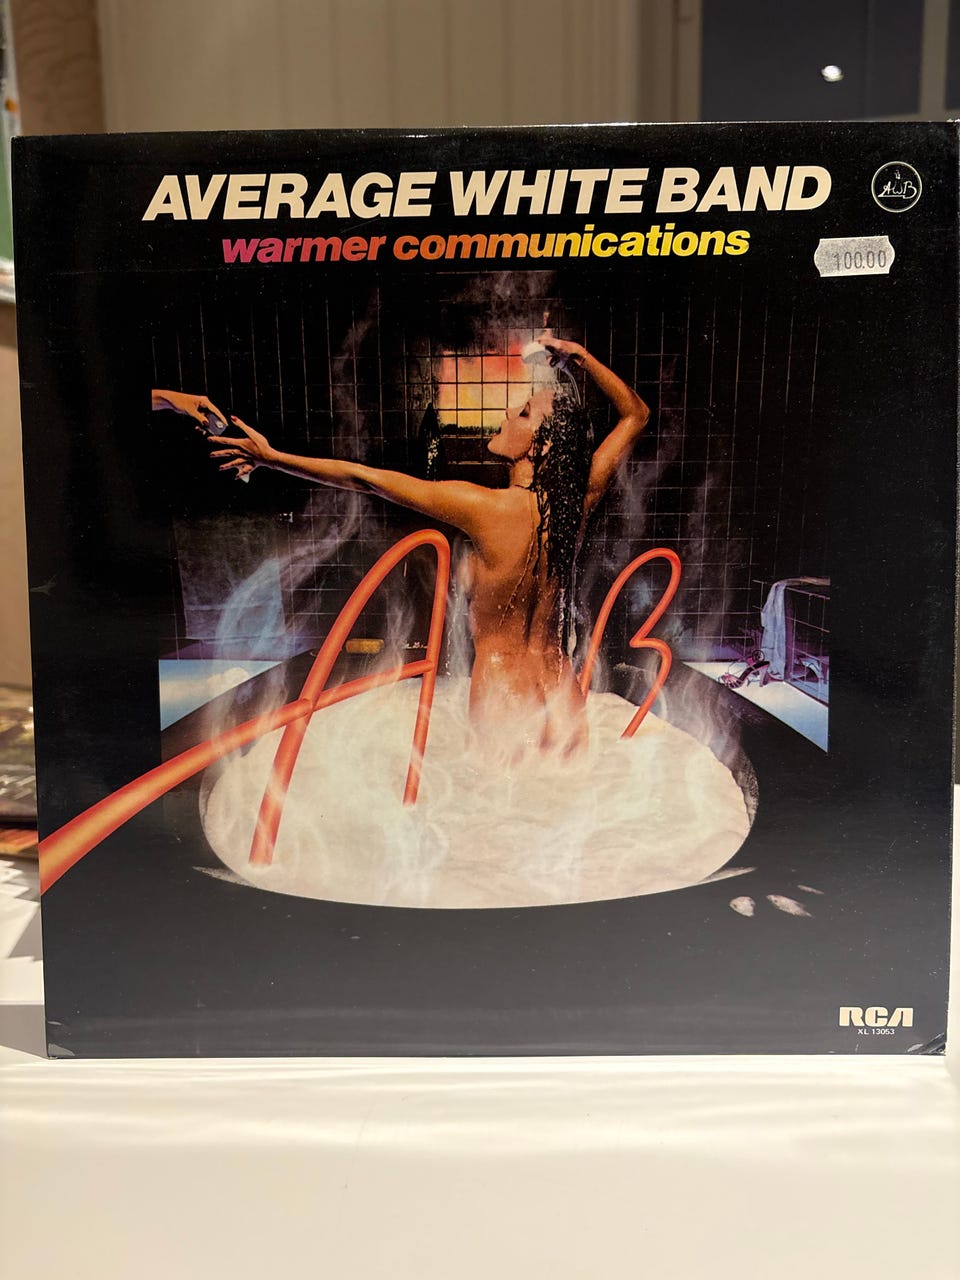 AVERAGE WHITE BAND
AWB
warmer communications
100.00
A B
RCA
XL 13053